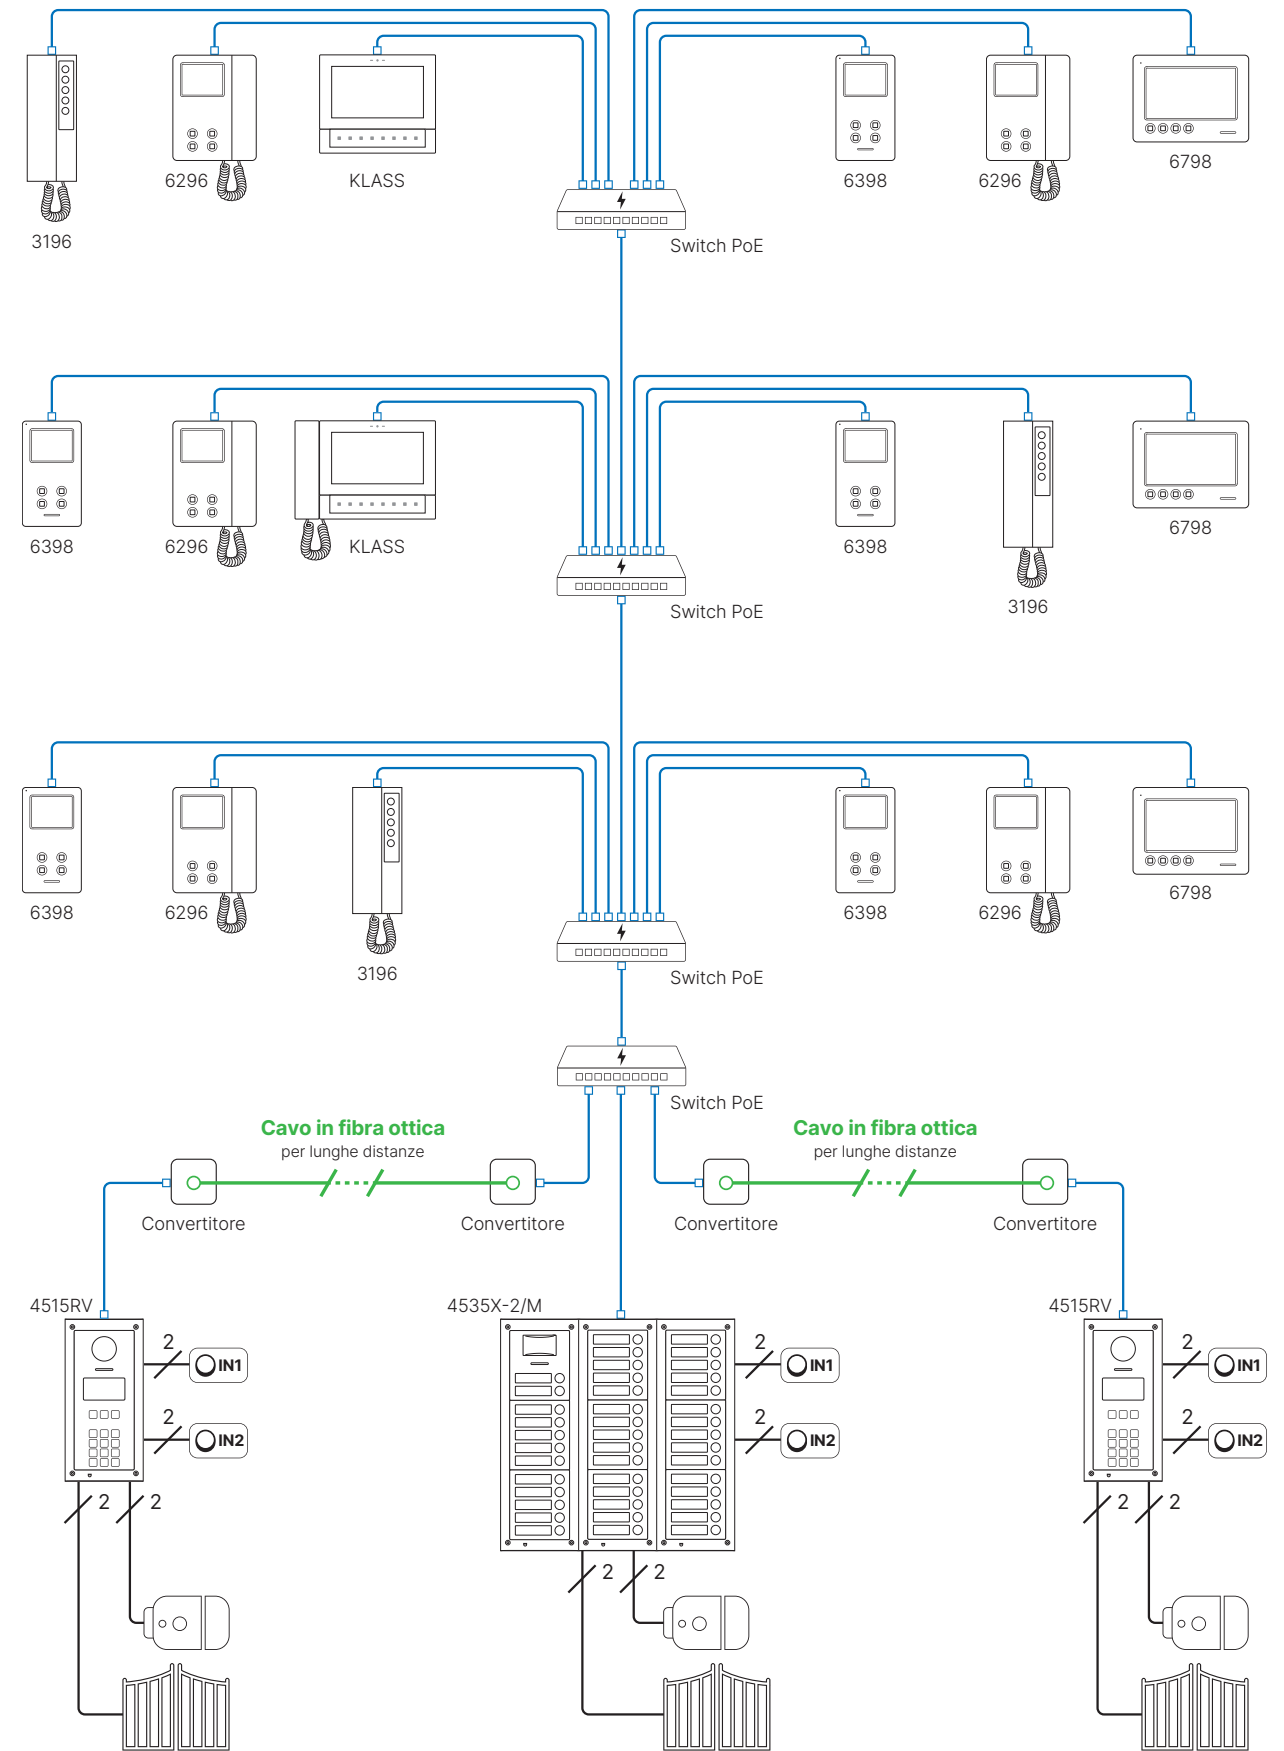 6296
KLASS
6398
6296
6798
3196
Switch PoE
6398
6296
KLASS
6398
6798
3196
Switch PoE
6398
6296
3196
6398
6296
6798
Switch PoE
Switch PoE
Cavo in fibra ottica
per lunghe distanze
Cavo in fibra ottica
per lunghe distanze
Convertitore
Convertitore
Convertitore
Convertitore
4515RV
2
IN1
2
IN2
2
2
4535X-2/M
2
IN1
2
IN2
2
2
4515RV
2
IN1
2
IN2
2
2